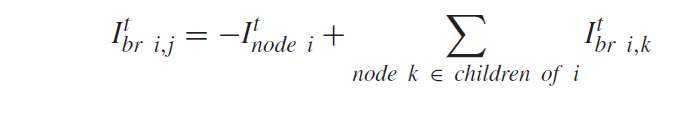 I^t_{br i,j} = −I^t_{node i} + ∑_{node k ∈ children of i} I^t_{br i,k}